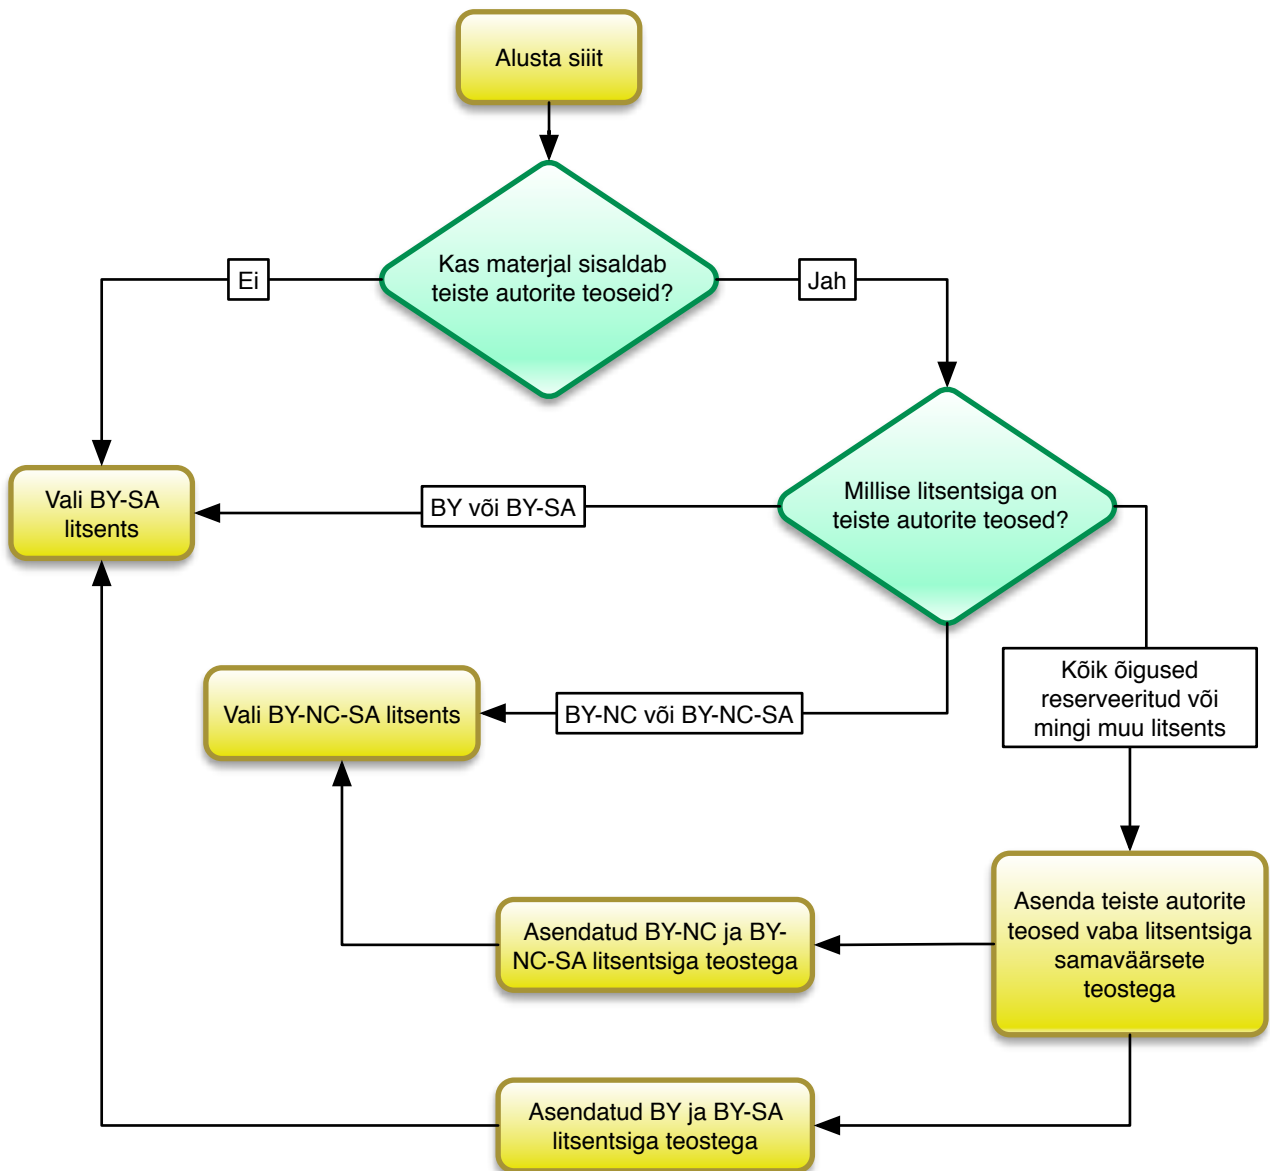 Alusta siiit
Kas materjal sisaldab
teiste autorite teoseid?
Ei
Jah
Vali BY-SA
litsents
BY või BY-SA
Millise litsentsiga on
teiste autorite teosed?
Vali BY-NC-SA litsents
BY-NC või BY-NC-SA
Kõik õigused
reserveeritud või
mingi muu litsents
Asendatud BY-NC ja BY-
NC-SA litsentsiga teostega
Asenda teiste autorite
teosed vaba litsentsiga
samaväärsete
teostega
Asendatud BY ja BY-SA
litsentsiga teostega